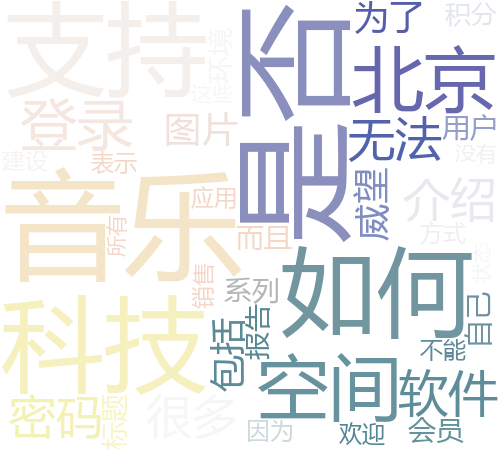 支持
是否
为了
积分
北京
这些
环境
登录
图片
无法
用户
没有
建设
表示
音乐
应用
威望
介绍
所有
而且
方式
如何
状态
销售
系列
科技
自己
包括
报告
空间
不能
软件
密码
标题
很多
因为
欢迎
会员